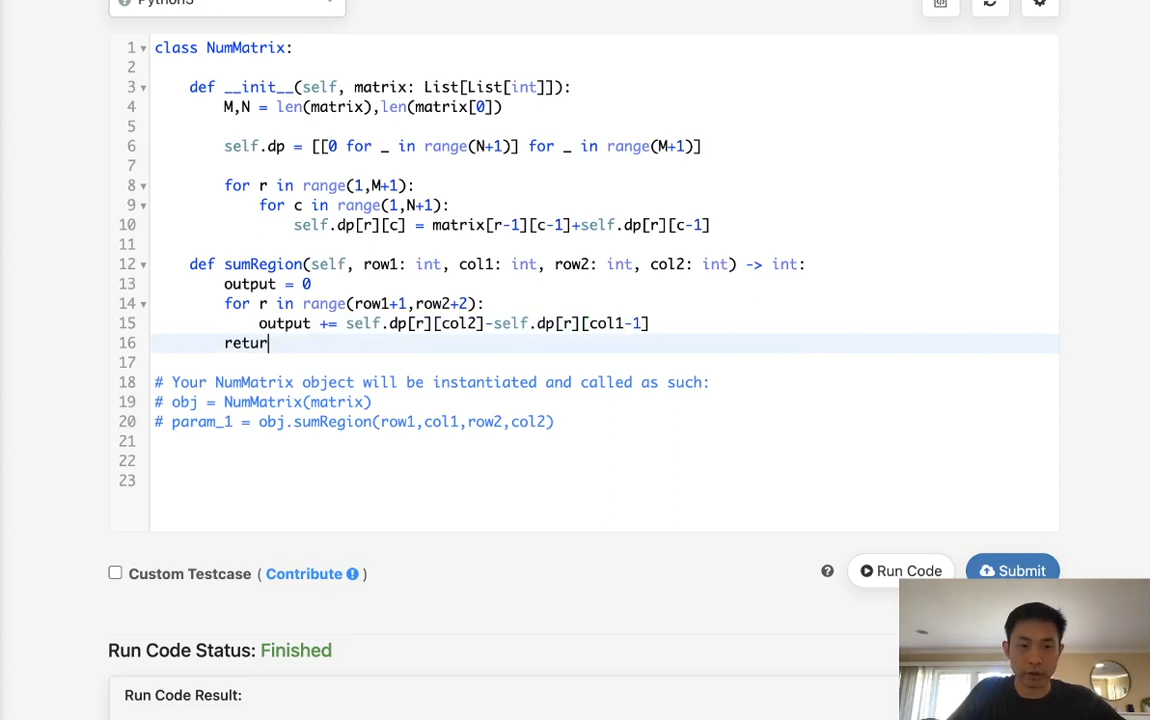 Python3
1 class NumMatrix:
2
3 def __init__(self, matrix: List[List[int]]):
4 M,N = len(matrix),len(matrix[0])
5
6 self.dp = [[0 for _ in range(N+1)] for _ in range(M+1)]
7
8 for r in range(1,M+1):
9 for c in range(1,N+1):
10 self.dp[r][c] = matrix[r-1][c-1]+self.dp[r][c-1]
11
12 def sumRegion(self, row1: int, col1: int, row2: int, col2: int) -> int:
13 output = 0
14 for r in range(row1+1,row2+2):
15 output += self.dp[r][col2]-self.dp[r][col1-1]
16 retur
17
18 # Your NumMatrix object will be instantiated and called as such:
19 # obj = NumMatrix(matrix)
20 # param_1 = obj.sumRegion(row1,col1,row2,col2)
21
22
23
Custom Testcase ( Contribute )
Run Code
Submit
Run Code Status: Finished
Run Code Result: